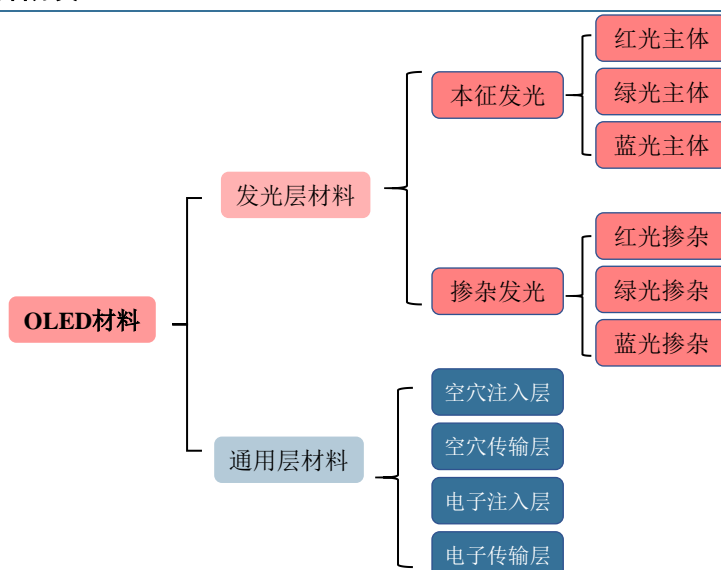 红光主体
本征发光
绿光主体
蓝光主体
发光层材料
红光掺杂
掺杂发光
绿光掺杂
蓝光掺杂
OLED材料
空穴注入层
空穴传输层
通用层材料
电子注入层
电子传输层